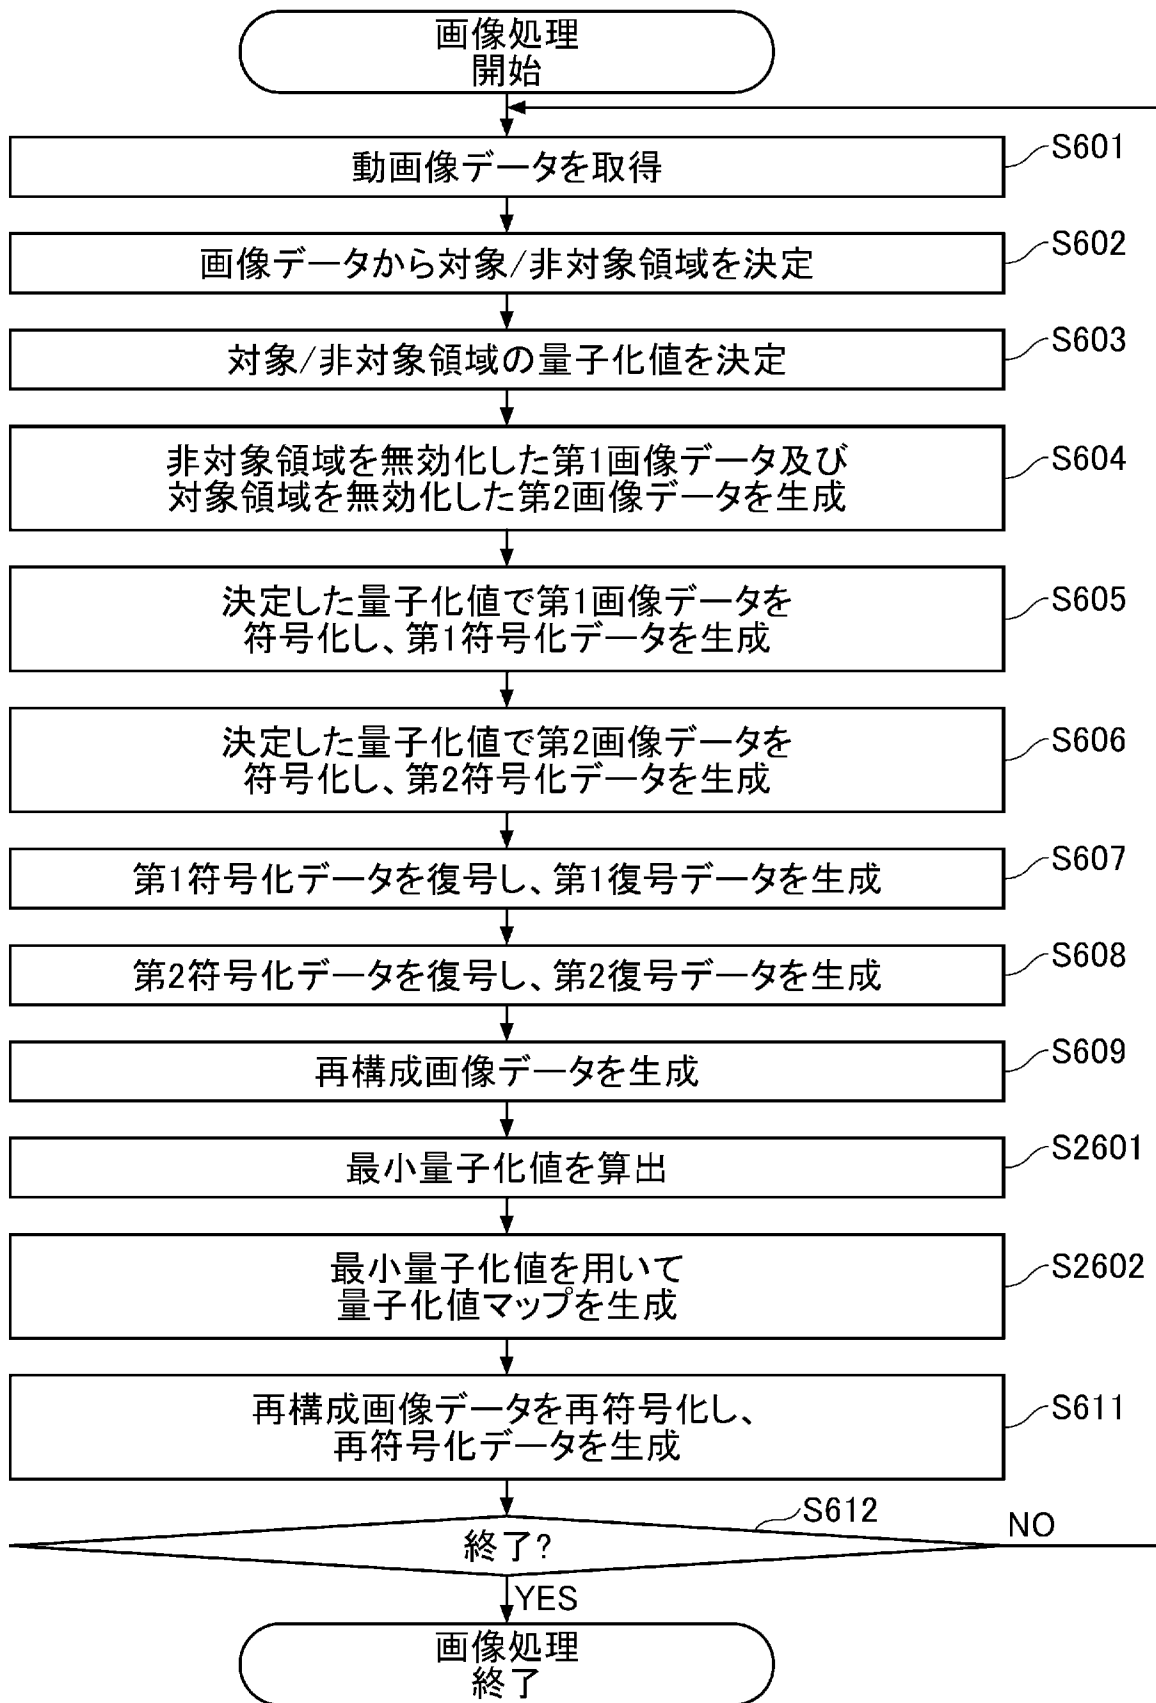 画像処理
開始
動画像データを取得
S601
画像データから対象/非対象領域を決定
S602
対象/非対象領域の量子化値を決定
S603
非対象領域を無効化した第1画像データ及び
対象領域を無効化した第2画像データを生成
S604
決定した量子化値で第1画像データを
符号化し、第1符号化データを生成
S605
決定した量子化値で第2画像データを
符号化し、第2符号化データを生成
S606
第1符号化データを復号し、第1復号データを生成
S607
第2符号化データを復号し、第2復号データを生成
S608
再構成画像データを生成
S609
最小量子化値を算出
S2601
最小量子化値を用いて
量子化値マップを生成
S2602
再構成画像データを再符号化し、
再符号化データを生成
S611
終了?
S612
NO
YES
画像処理
終了